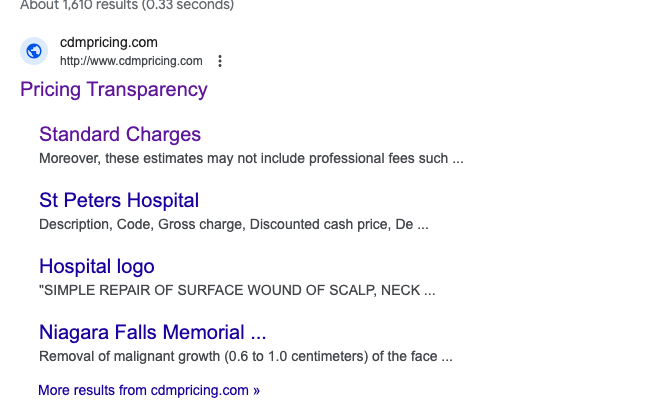 About 1,610 results (0.33 seconds)
cdmpricing.com
http://www.cdmpricing.com
Pricing Transparency
Standard Charges
Moreover, these estimates may not include professional fees such ...
St Peters Hospital
Description, Code, Gross charge, Discounted cash price, De ...
Hospital logo
"SIMPLE REPAIR OF SURFACE WOUND OF SCALP, NECK ...
Niagara Falls Memorial ...
Removal of malignant growth (0.6 to 1.0 centimeters) of the face ...
More results from cdmpricing.com »